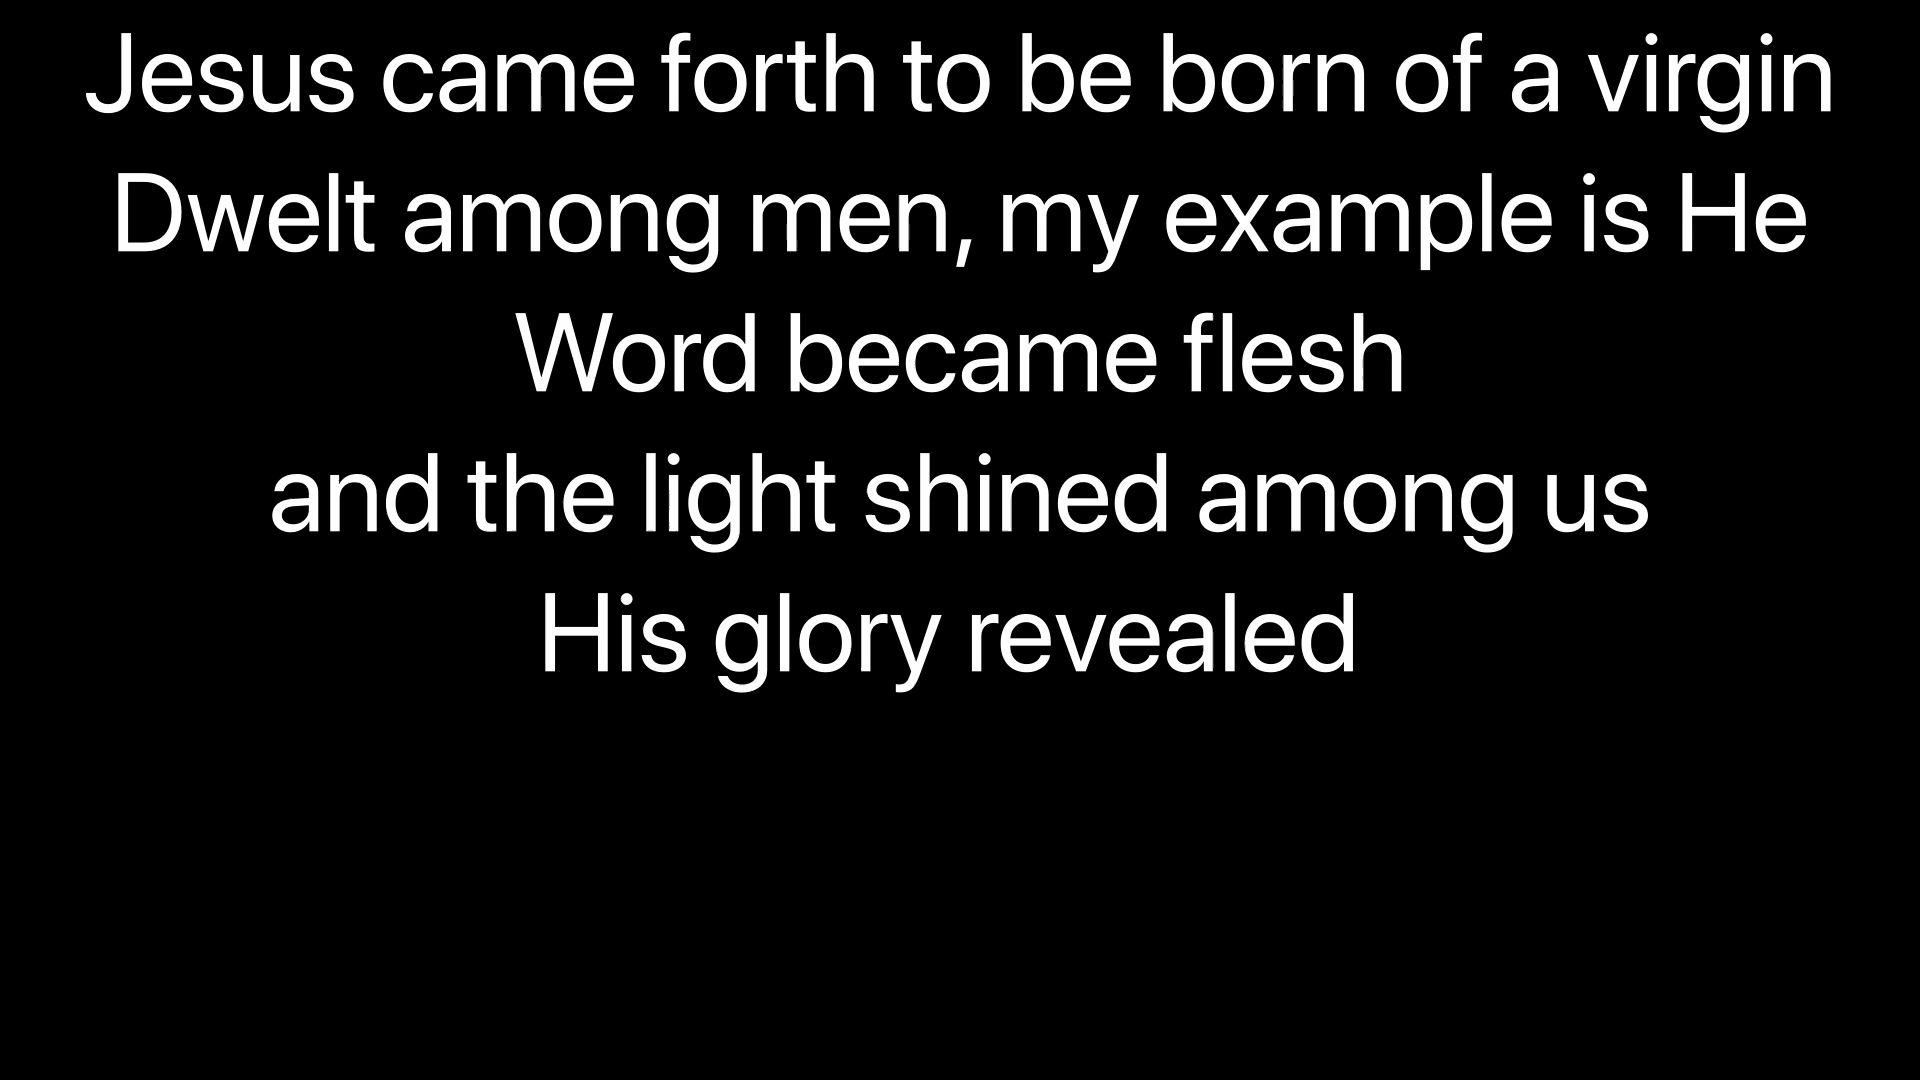 Jesus came forth to be born of a virgin
Dwelt among men, my example is He
Word became flesh
and the light shined among us
His glory revealed